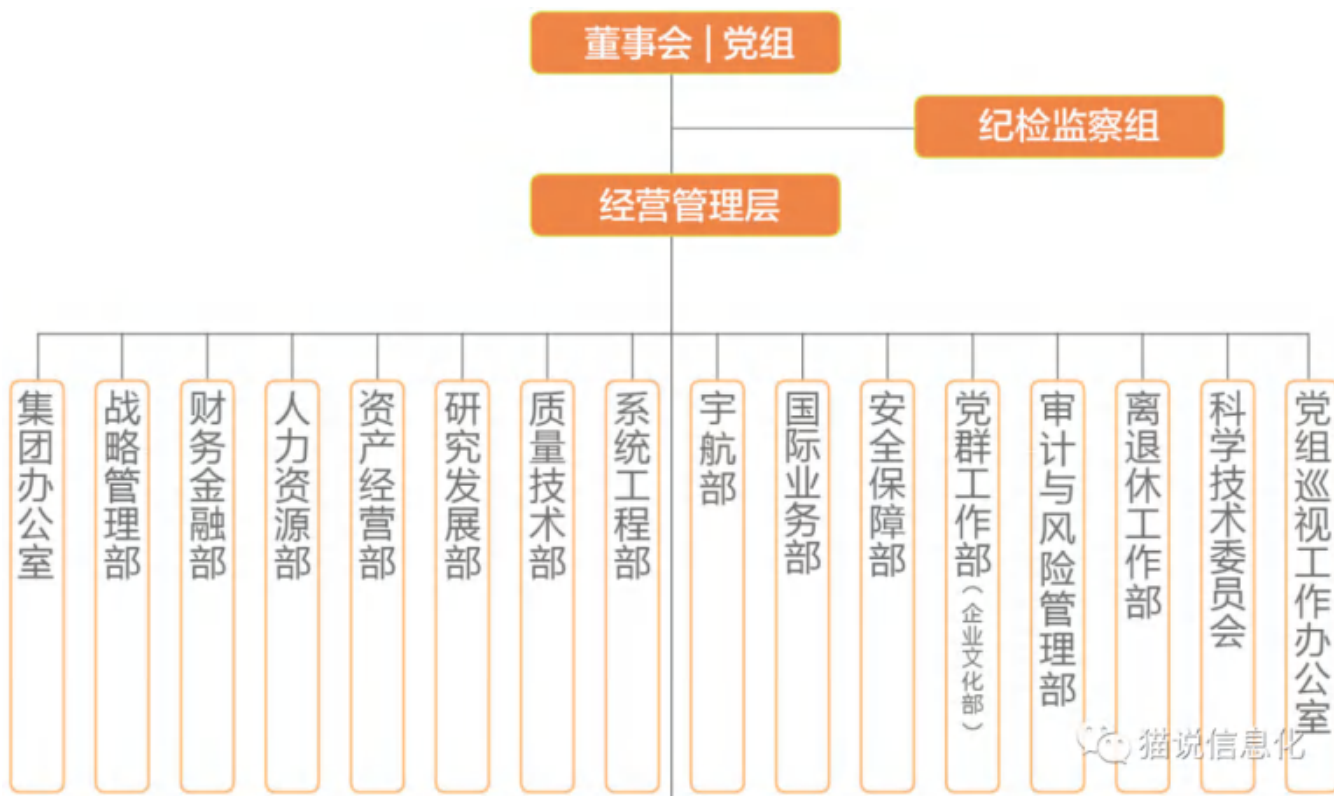 董事会 | 党组
纪检监察组
经营管理层
集团办公室
战略管理部
财务金融部
人力资源部
资产经营部
研究发展部
质量技术部
系统工程部
宇航部
国际业务部
安全保障部
党群工作部（企业文化部）
审计与风险管理部
离退休工作部
科学技术委员会
党组巡视工作办公室
猫说信息化